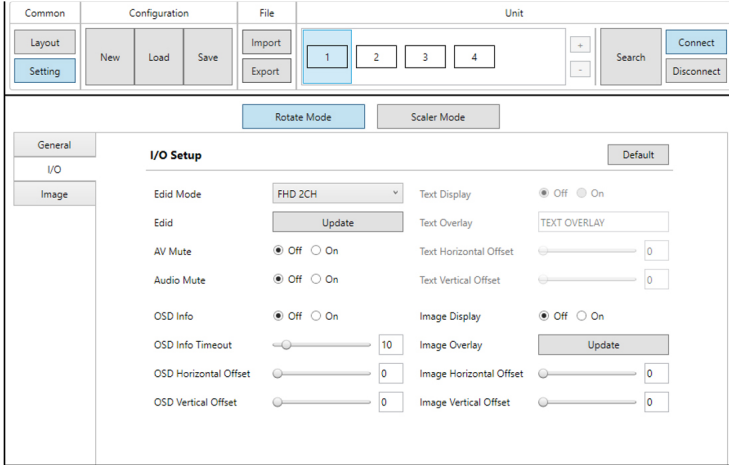 Common Configuration File Unit
Layout
Setting
New Load Save
Import
Export
1 2 3 4
+
-
Search
Connect
Disconnect
Rotate Mode Scaler Mode
General
I/O
Image
I/O Setup Default
Edid Mode FHD 2CH Text Display Off On
Edid Update Text Overlay TEXT OVERLAY
AV Mute Off On Text Horizontal Offset 0
Audio Mute Off On Text Vertical Offset 0
OSD Info Off On Image Display Off On
OSD Info Timeout 10 Image Overlay Update
OSD Horizontal Offset 0 Image Horizontal Offset 0
OSD Vertical Offset 0 Image Vertical Offset 0